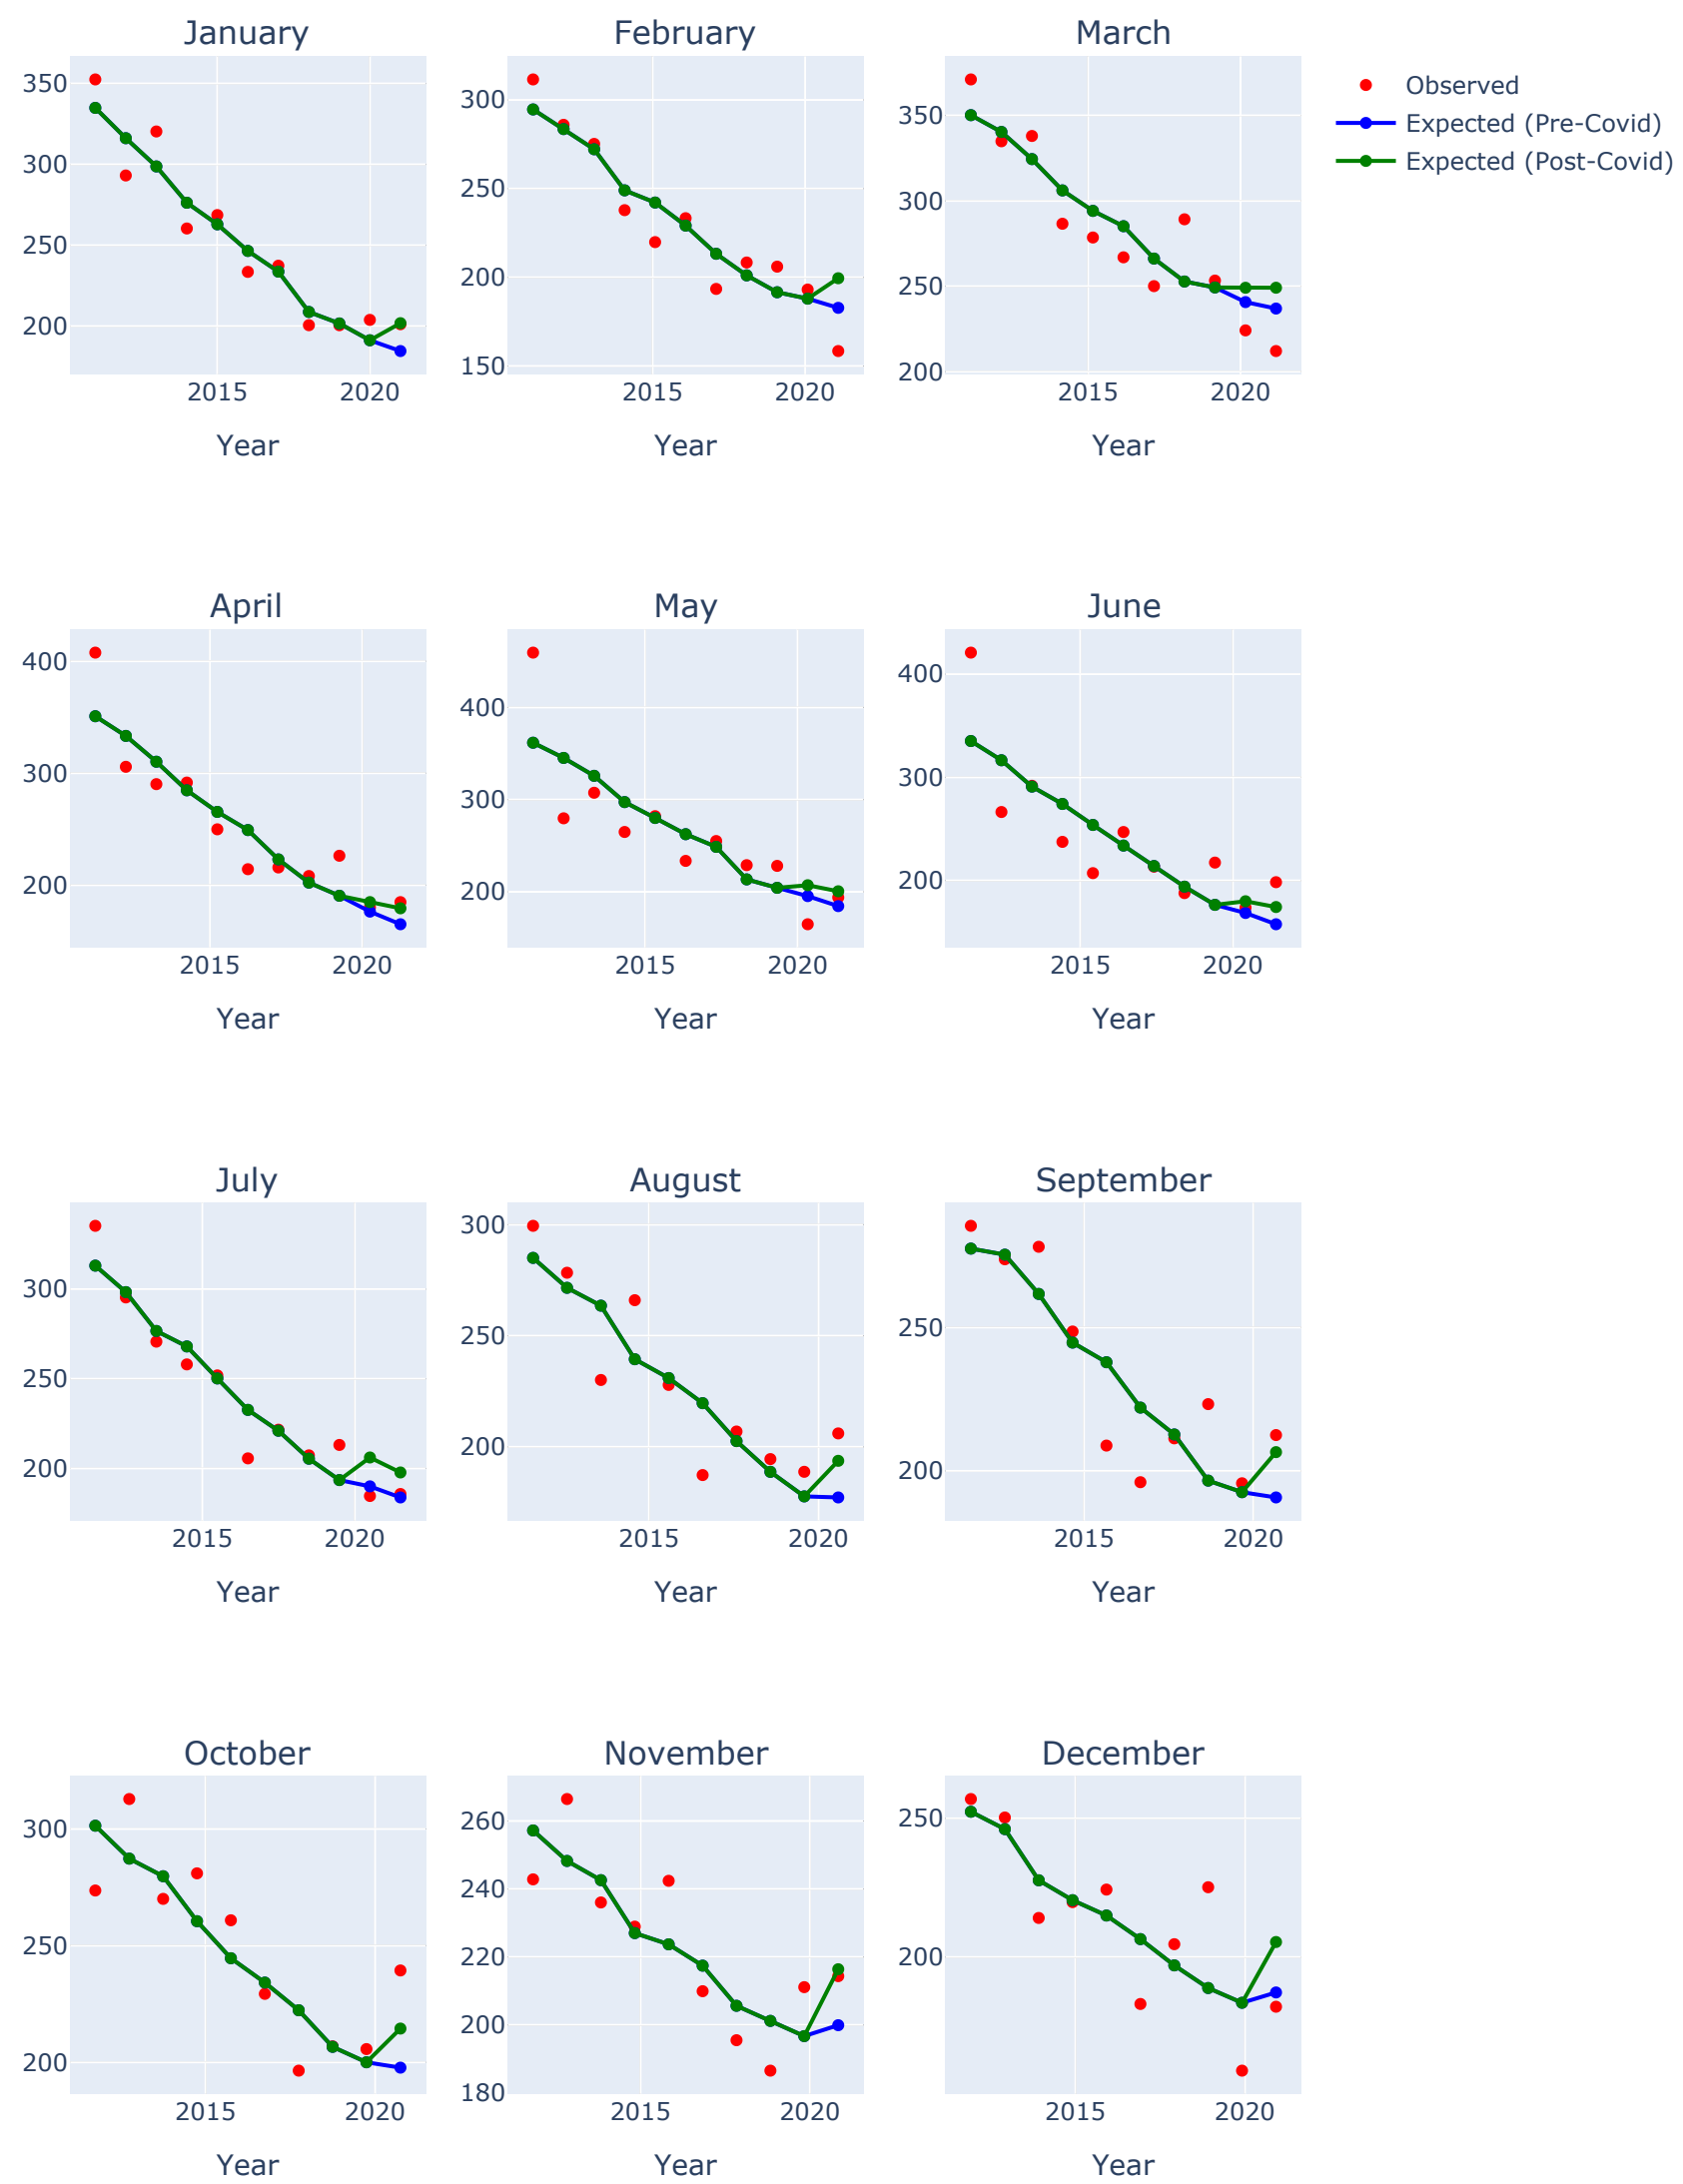 January February March
350
300
250
200
2015 2020
Year
300
250
200
150
2015 2020
Year
350
300
250
200
2015 2020
Year
Observed
Expected (Pre-Covid)
Expected (Post-Covid)
April May June
400
300
200
2015 2020
Year
400
300
200
2015 2020
Year
400
300
200
2015 2020
Year
July August September
300
250
200
2015 2020
Year
300
250
200
2015 2020
Year
250
200
2015 2020
Year
October November December
300
250
200
2015 2020
Year
260
240
220
200
180
2015 2020
Year
250
200
2015 2020
Year